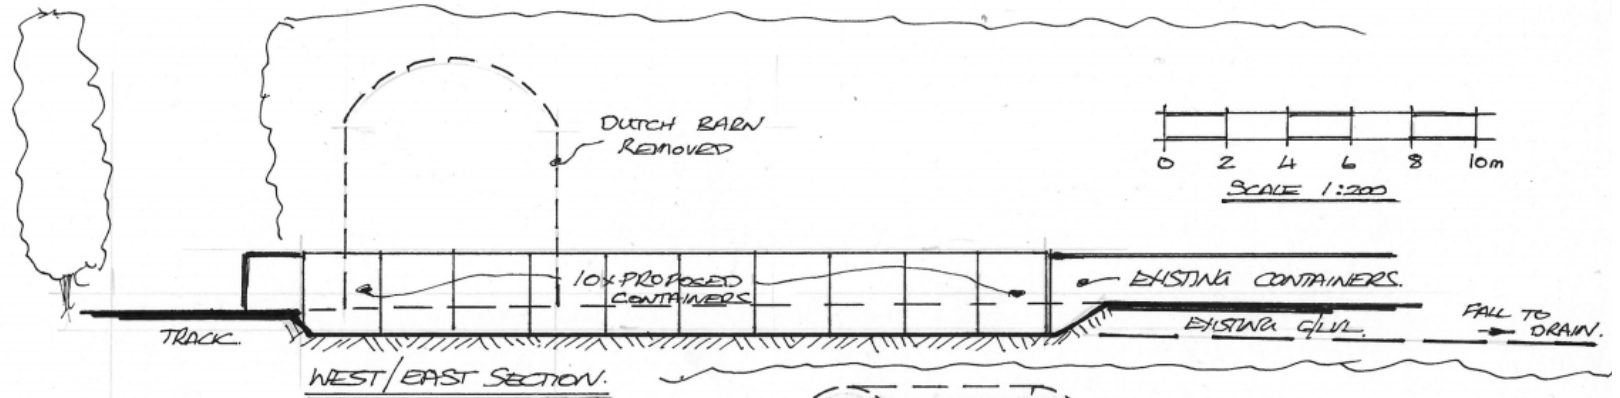 DUTCH BARN
REMOVED
0 2 4 6 8 10m
SCALE 1:200
10 x PROPOSED
CONTAINERS
EXISTING CONTAINERS.
TRACK.
EXISTING G/LVL.
FALL TO
DRAIN.
WEST/EAST SECTION.